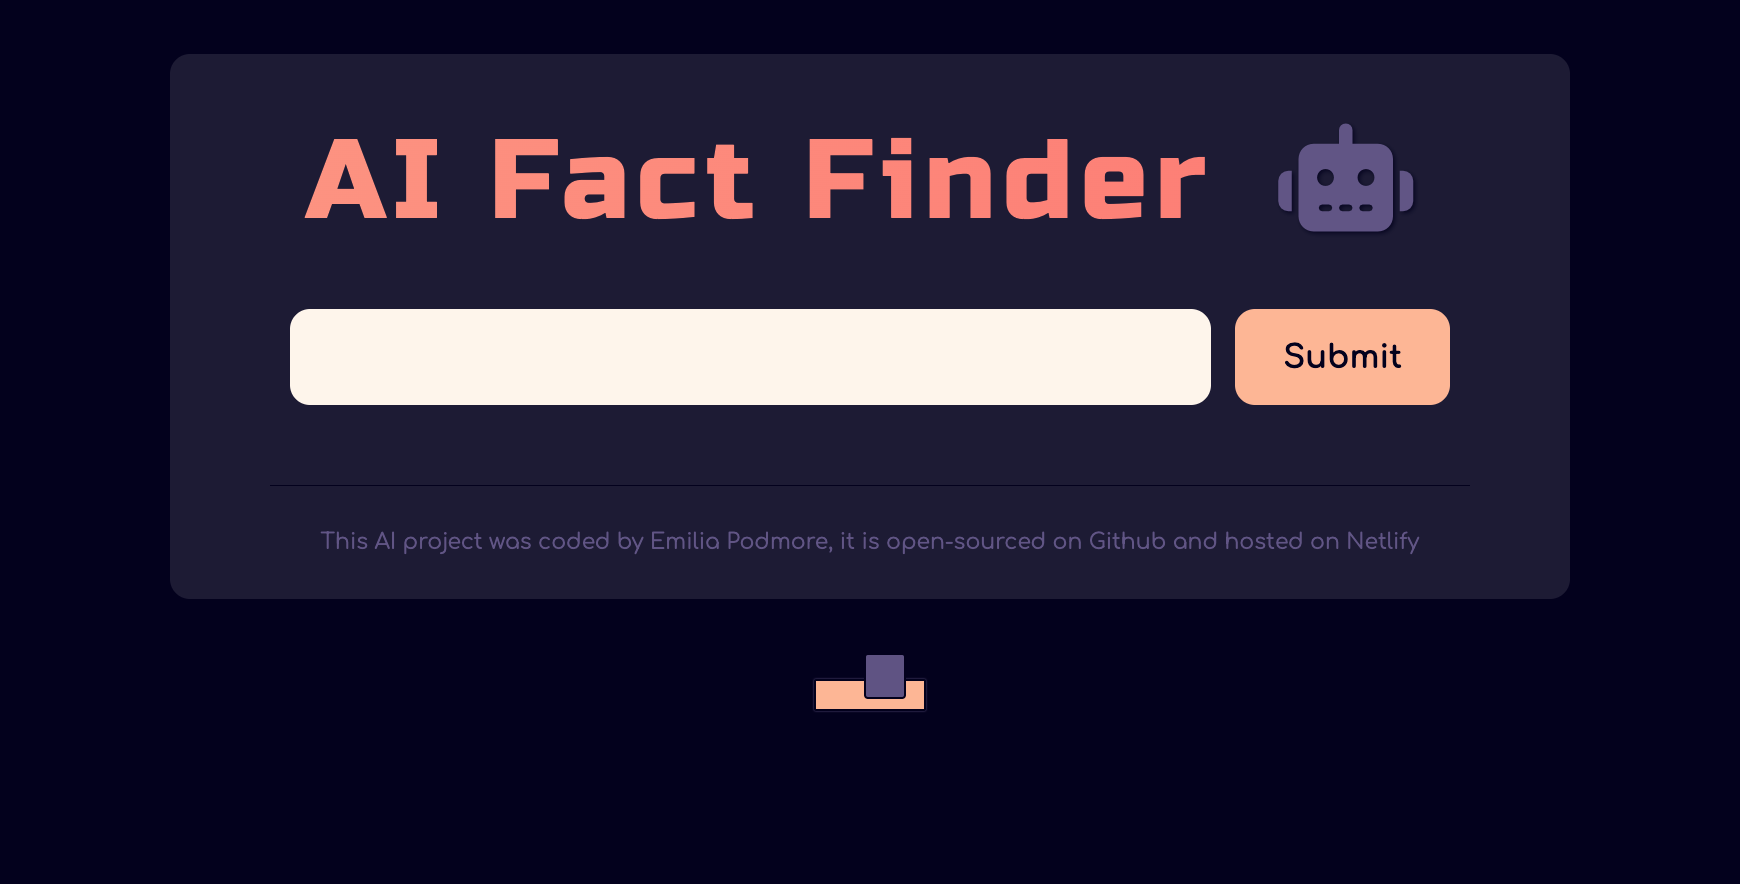 AI Fact Finder
Submit
This AI project was coded by Emilia Podmore, it is open-sourced on Github and hosted on Netlify